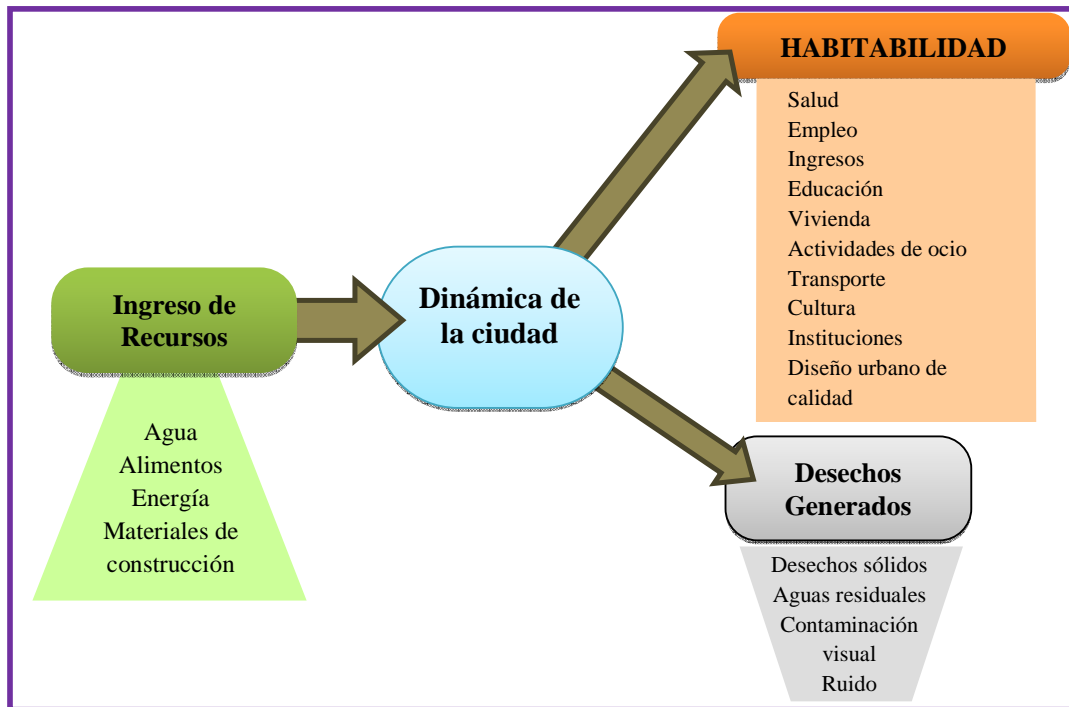 Ingreso de
Recursos
Agua
Alimentos
Energía
Materiales de
construcción
Dinámica de
la ciudad
HABITABILIDAD
Salud
Empleo
Ingresos
Educación
Vivienda
Actividades de ocio
Transporte
Cultura
Instituciones
Diseño urbano de
calidad
Desechos
Generados
Desechos sólidos
Aguas residuales
Contaminación
visual
Ruido